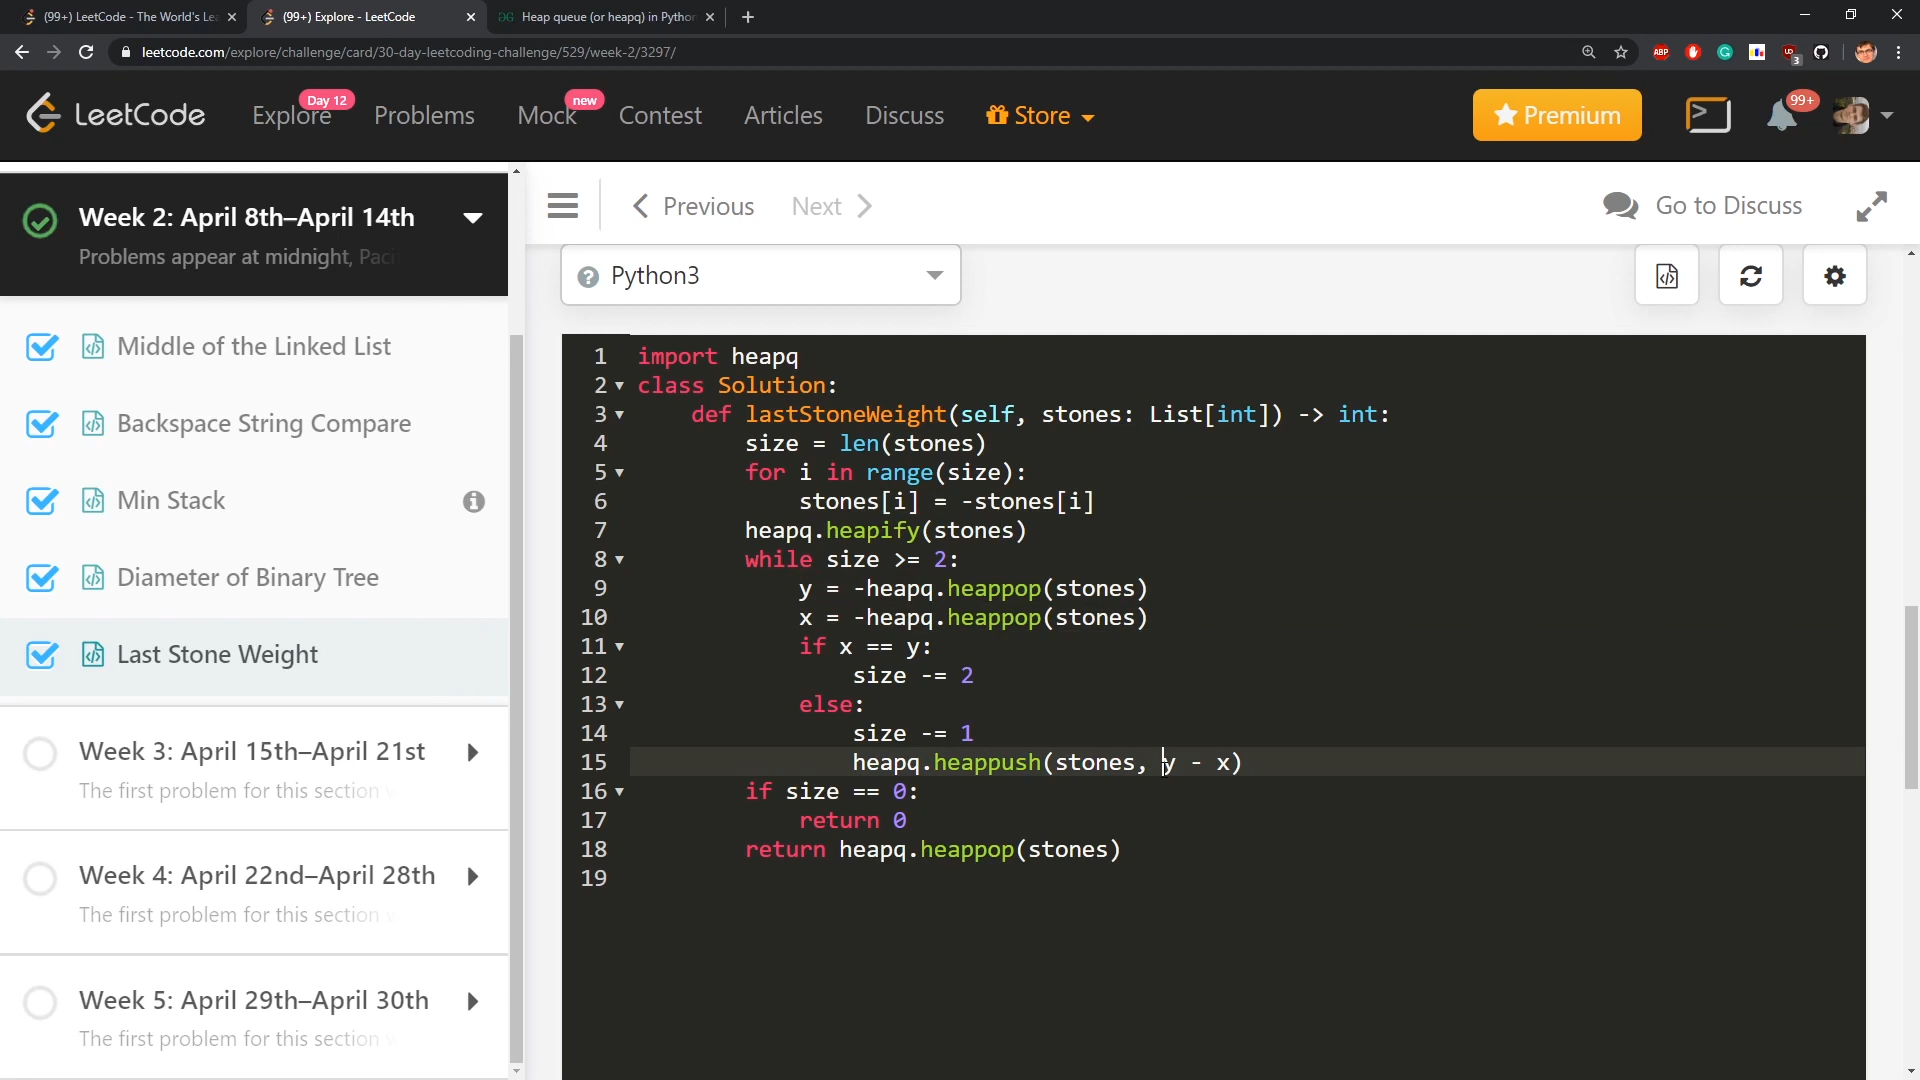 (99+) LeetCode - The World's Le
(99+) Explore - LeetCode
Heap queue (or heapq) in Python
leetcode.com/explore/challenge/card/30-day-leetcoding-challenge/529/week-2/3297/
ABP
3
LeetCode
Explore
Day 12
Problems
Mock
new
Contest
Articles
Discuss
Store
Premium
99+
Week 2: April 8th–April 14th
Problems appear at midnight, Paci
Middle of the Linked List
Backspace String Compare
Min Stack
Diameter of Binary Tree
Last Stone Weight
Week 3: April 15th–April 21st
The first problem for this section w
Week 4: April 22nd–April 28th
The first problem for this section w
Week 5: April 29th–April 30th
The first problem for this section w
Previous
Next
Go to Discuss
Python3
1 import heapq
2 class Solution:
3     def lastStoneWeight(self, stones: List[int]) -> int:
4         size = len(stones)
5         for i in range(size):
6             stones[i] = -stones[i]
7         heapq.heapify(stones)
8         while size >= 2:
9             y = -heapq.heappop(stones)
10             x = -heapq.heappop(stones)
11             if x == y:
12                 size -= 2
13             else:
14                 size -= 1
15                 heapq.heappush(stones, y - x)
16         if size == 0:
17             return 0
18         return heapq.heappop(stones)
19